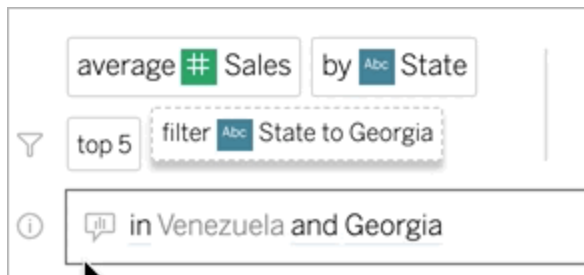 average # Sales by Abc State
top 5 filter Abc State to Georgia
in Venezuela and Georgia